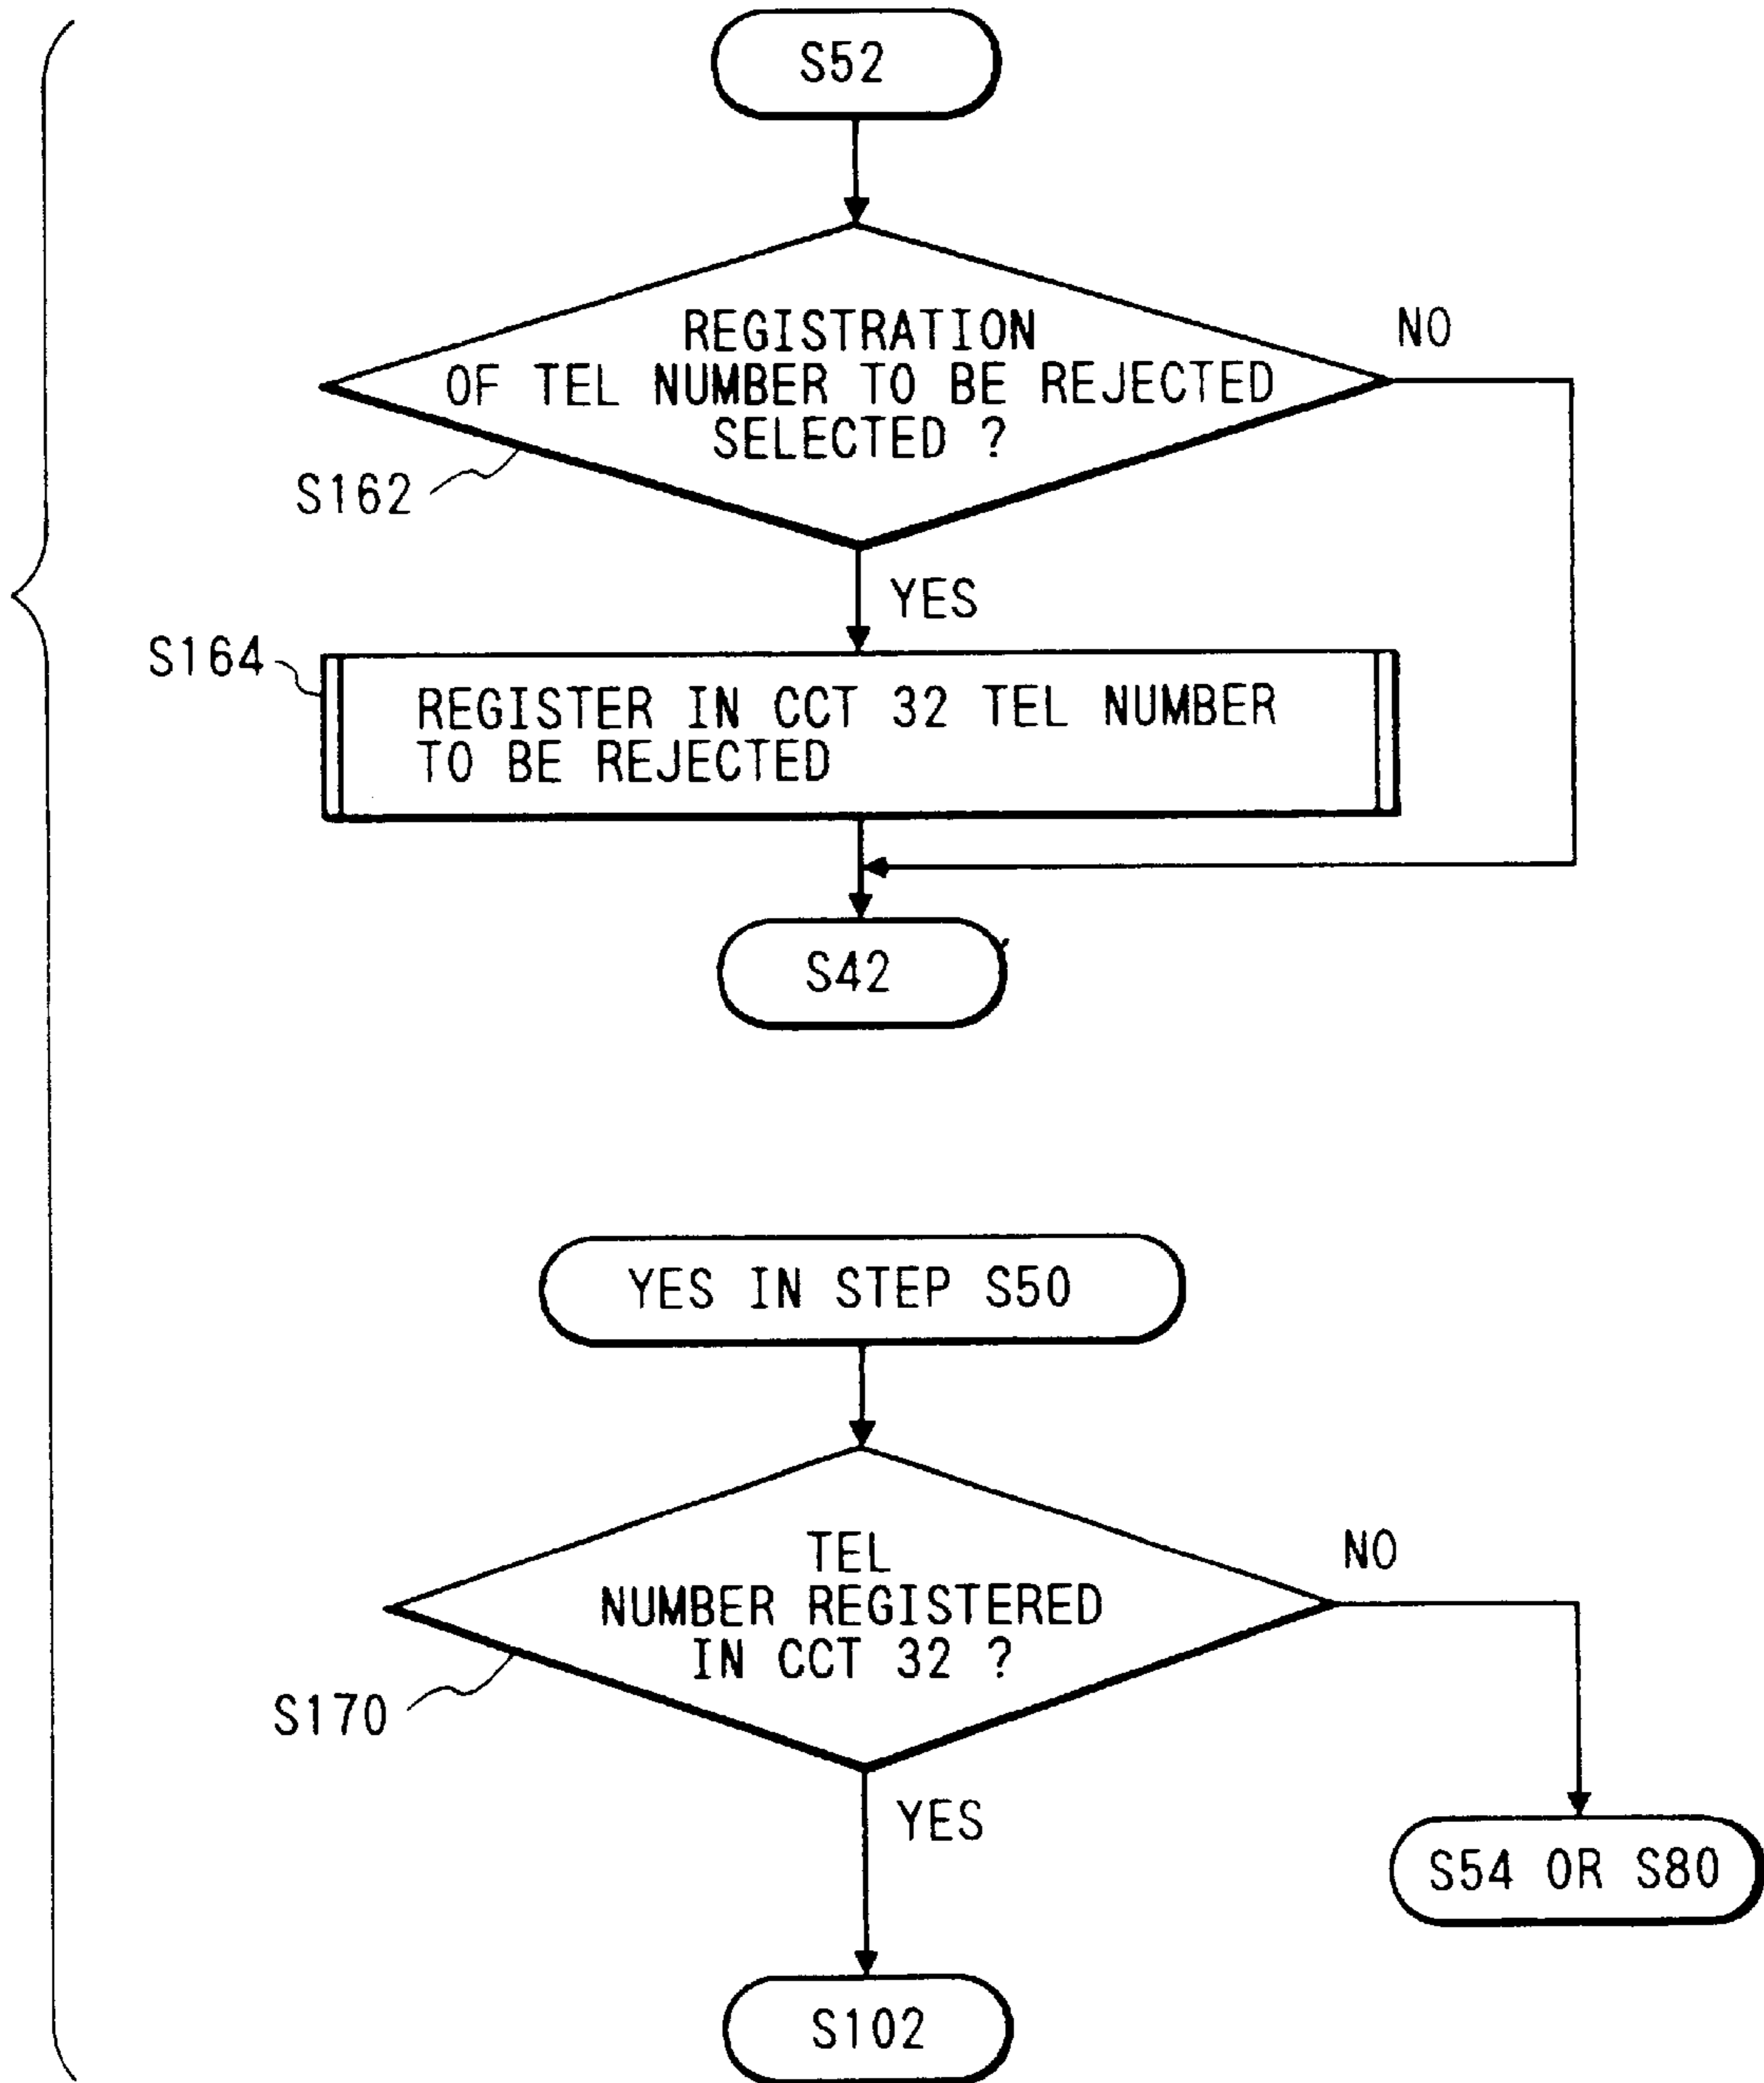 S52
REGISTRATION
OF TEL NUMBER TO BE REJECTED
SELECTED ?
NO
S162
YES
S164
REGISTER IN CCT 32 TEL NUMBER
TO BE REJECTED
S42
YES IN STEP S50
TEL
NUMBER REGISTERED
IN CCT 32 ?
NO
S170
YES
S54 OR S80
S102